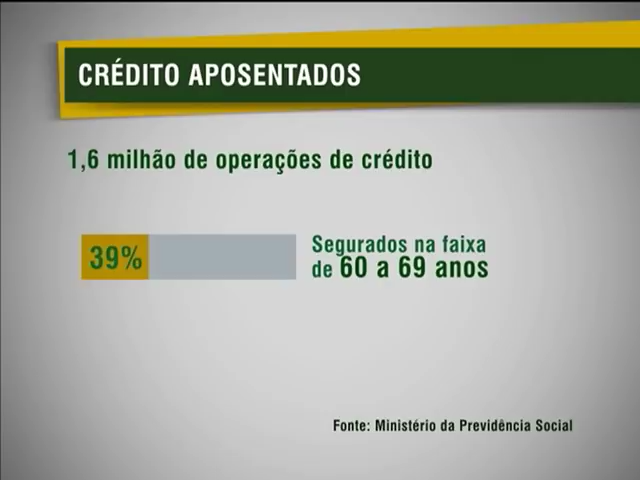 CRÉDITO APOSENTADOS
1,6 milhão de operações de crédito
39%
Segurados na faixa
de 60 a 69 anos
Fonte: Ministério da Previdência Social